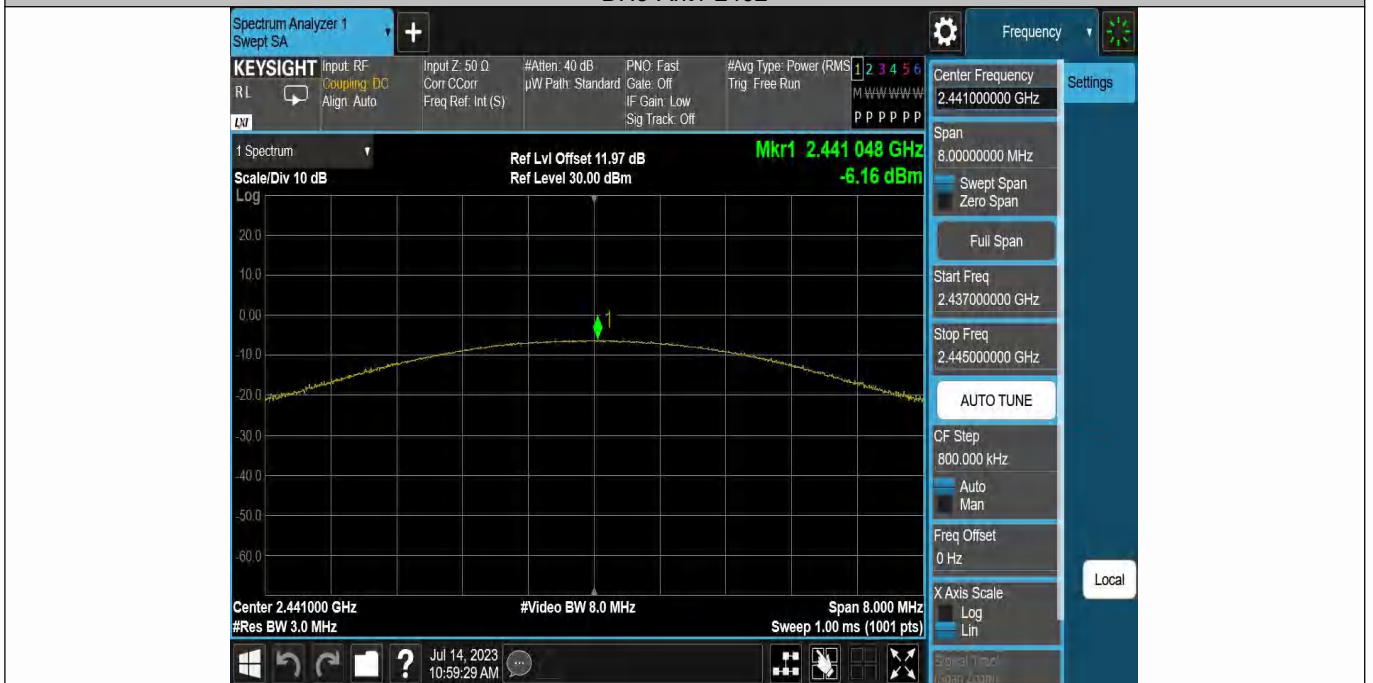 Spectrum Analyzer 1
Swept SA
+
Frequency
KEYSIGHT
RL
LXI
Input: RF
Coupling: DC
Align: Auto
Input Z: 50 Ω
Corr CCorr
Freq Ref: Int (S)
#Atten: 40 dB
µW Path: Standard
PNO: Fast
Gate: Off
IF Gain: Low
Sig Track: Off
#Avg Type: Power (RMS
Trig: Free Run
1 2 3 4 5 6
M W W W W W
P P P P P P
1 Spectrum
Scale/Div 10 dB
Log
Ref Lvl Offset 11.97 dB
Ref Level 30.00 dBm
Mkr1 2.441 048 GHz
-6.16 dBm
20.0
10.0
0.00
1
-10.0
-20.0
-30.0
-40.0
-50.0
-60.0
Center 2.441000 GHz
#Res BW 3.0 MHz
#Video BW 8.0 MHz
Span 8.000 MHz
Sweep 1.00 ms (1001 pts)
Center Frequency
2.441000000 GHz
Settings
Span
8.00000000 MHz
Swept Span
Zero Span
Full Span
Start Freq
2.437000000 GHz
Stop Freq
2.445000000 GHz
AUTO TUNE
CF Step
800.000 kHz
Auto
Man
Freq Offset
0 Hz
Local
X Axis Scale
Log
Lin
Signal Track
(Span Zoom)
?
Jul 14, 2023
10:59:29 AM